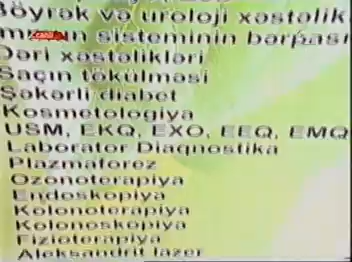 Böyrək və uroloji xəstəlik
sisteminin bərpası
Dəri xəstəlikləri
Saçın tökülməsi
Şəkərli diabet
Kosmetologiya
USM, EKQ, EXO, EEQ, EMQ
Laborator Diaqnostika
Plazmaforez
Ozonoterapiya
Endoskopiya
Kolonoterapiya
Kolonoskopiya
Fizioterapiya
Aleksandrit lazer